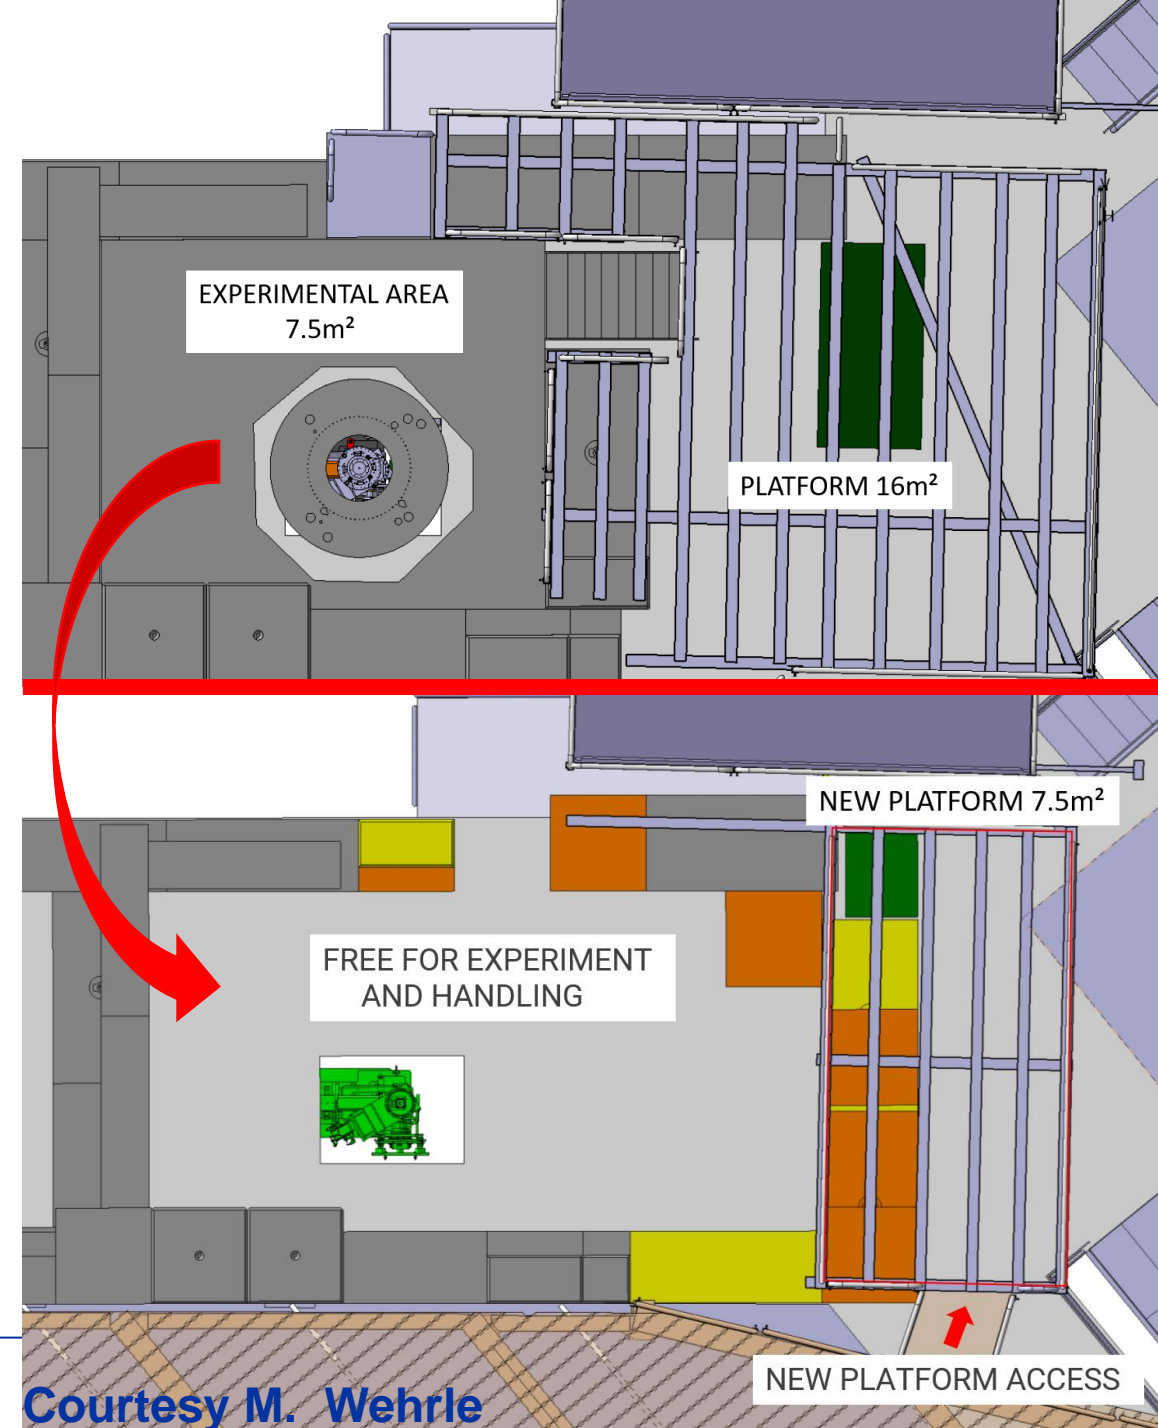 EXPERIMENTAL AREA
7.5m²
PLATFORM 16m²
NEW PLATFORM 7.5m²
FREE FOR EXPERIMENT
AND HANDLING
NEW PLATFORM ACCESS
Courtesy M. Wehrle